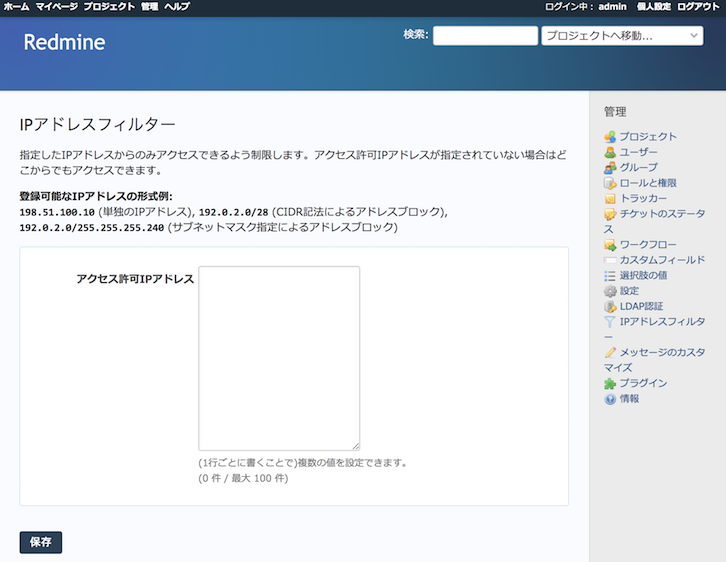 ホーム マイページ プロジェクト 管理 ヘルプ
ログイン中： admin 個人設定 ログアウト
Redmine
検索:
プロジェクトへ移動...
IPアドレスフィルター
指定したIPアドレスからのみアクセスできるよう制限します。アクセス許可IPアドレスが指定されていない場合はど
こからでもアクセスできます。
登録可能なIPアドレスの形式例:
198.51.100.10 (単独のIPアドレス), 192.0.2.0/28 (CIDR記法によるアドレスブロック),
192.0.2.0/255.255.255.240 (サブネットマスク指定によるアドレスブロック)
アクセス許可IPアドレス
(1行ごとに書くことで)複数の値を設定できます。
(0 件 / 最大 100 件)
保存
管理
プロジェクト
ユーザー
グループ
ロールと権限
トラッカー
チケットのステータ
ス
ワークフロー
カスタムフィールド
選択肢の値
設定
LDAP認証
IPアドレスフィルタ
ー
メッセージのカスタ
マイズ
プラグイン
情報